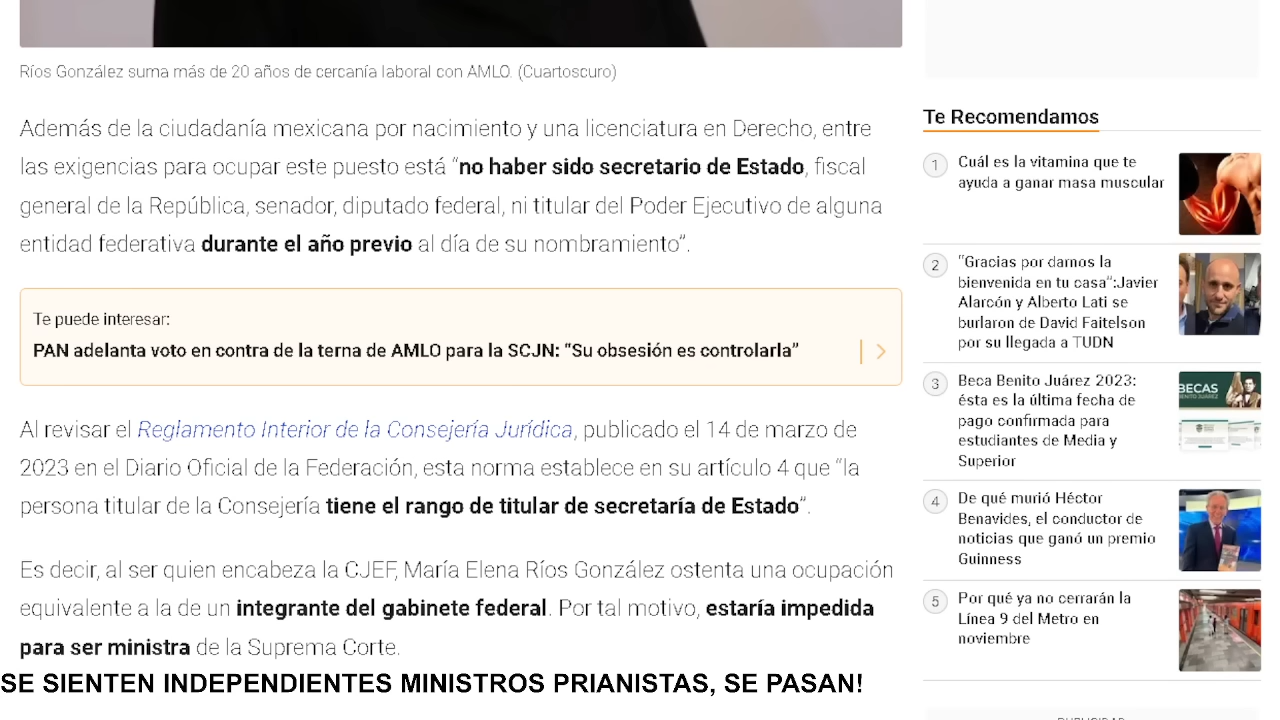 Ríos González suma más de 20 años de cercanía laboral con AMLO. (Cuartoscuro)
Además de la ciudadanía mexicana por nacimiento y una licenciatura en Derecho, entre
las exigencias para ocupar este puesto está “no haber sido secretario de Estado, fiscal
general de la República, senador, diputado federal, ni titular del Poder Ejecutivo de alguna
entidad federativa durante el año previo al día de su nombramiento”.
Te puede interesar:
PAN adelanta voto en contra de la terna de AMLO para la SCJN: “Su obsesión es controlarla”
Al revisar el Reglamento Interior de la Consejería Jurídica, publicado el 14 de marzo de
2023 en el Diario Oficial de la Federación, esta norma establece en su artículo 4 que “la
persona titular de la Consejería tiene el rango de titular de secretaría de Estado”.
Es decir, al ser quien encabeza la CJEF, María Elena Ríos González ostenta una ocupación
equivalente a la de un integrante del gabinete federal. Por tal motivo, estaría impedida
para ser ministra de la Suprema Corte.
SE SIENTEN INDEPENDIENTES MINISTROS PRIANISTAS, SE PASAN!
Te Recomendamos
1
Cuál es la vitamina que te
ayuda a ganar masa muscular
2
“Gracias por darnos la
bienvenida en tu casa”:Javier
Alarcón y Alberto Lati se
burlaron de David Faitelson
por su llegada a TUDN
3
Beca Benito Juárez 2023:
ésta es la última fecha de
pago confirmada para
estudiantes de Media y
Superior
BECAS
BENITO JUÁREZ
4
De qué murió Héctor
Benavides, el conductor de
noticias que ganó un premio
Guinness
5
Por qué ya no cerrarán la
Línea 9 del Metro en
noviembre
PUBLICIDAD